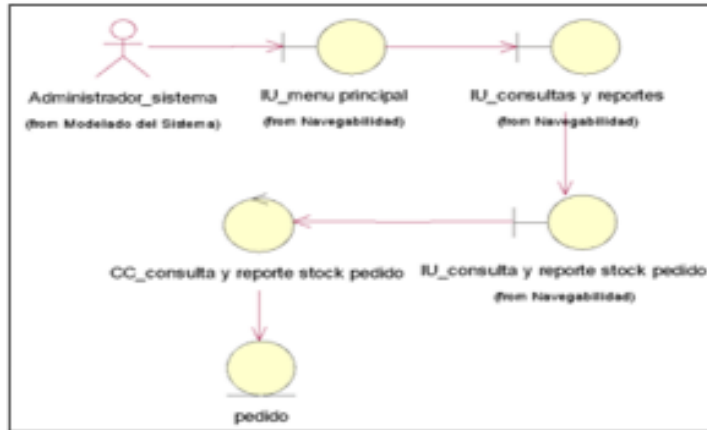 Administrador_sistema
(from Modelado del Sistema)
IU_menu principal
(from Navegabilidad)
IU_consultas y reportes
(from Navegabilidad)
CC_consulta y reporte stock pedido
IU_consulta y reporte stock pedido
(from Navegabilidad)
pedido